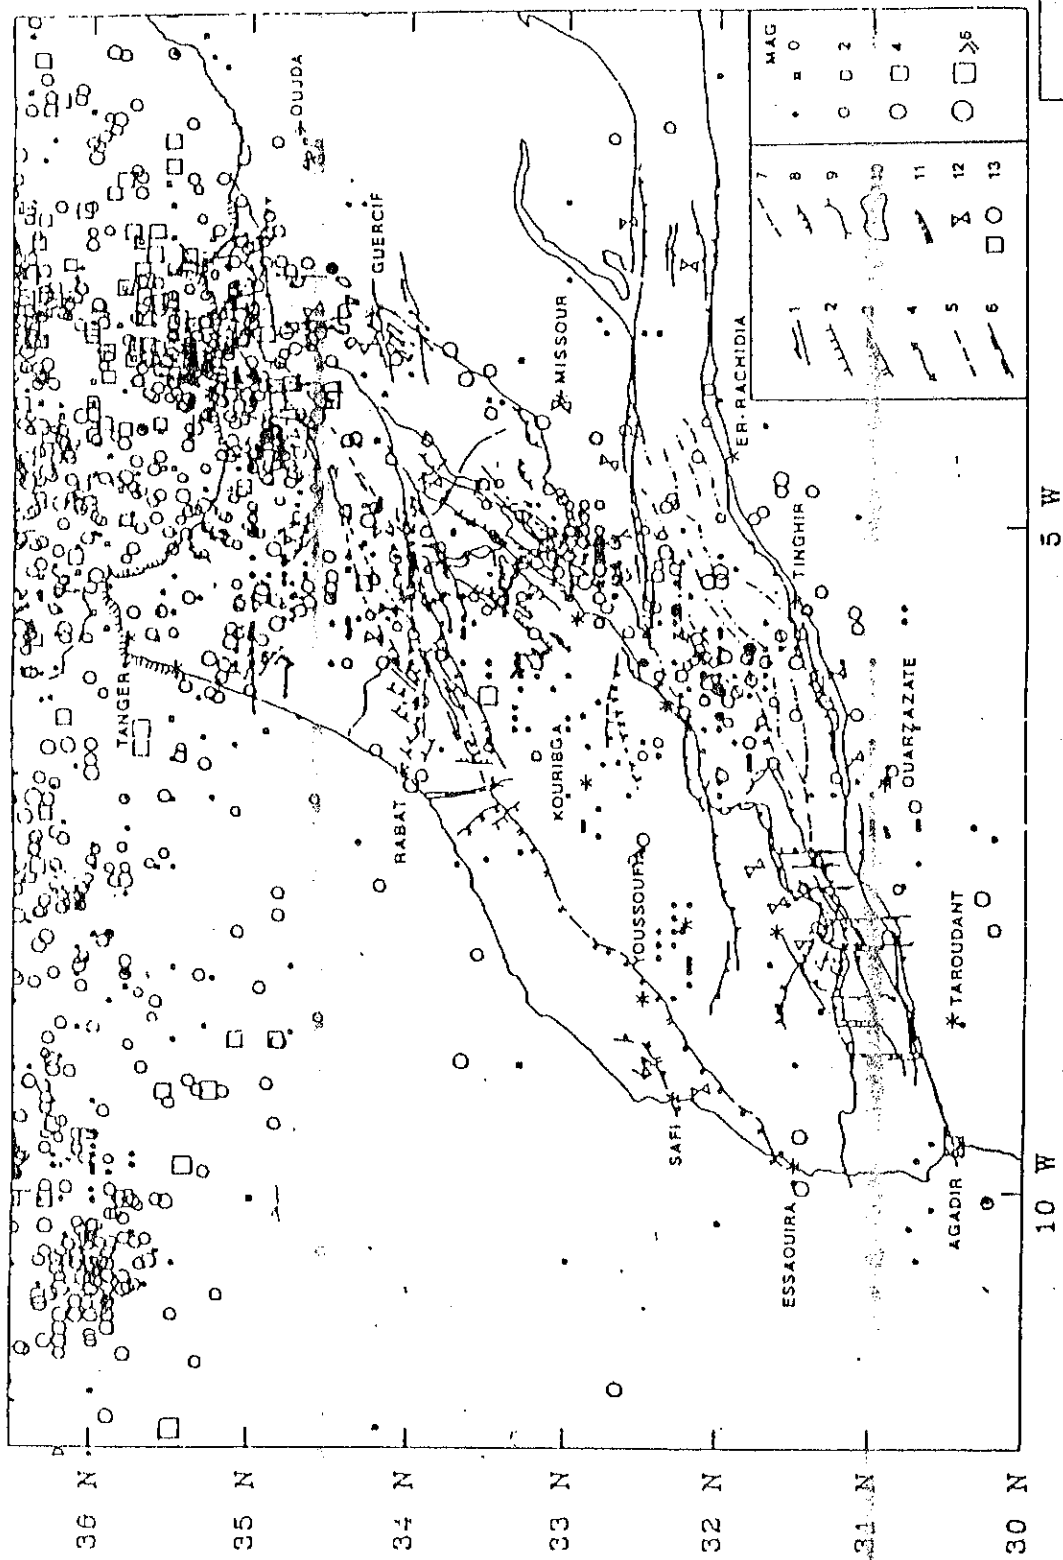 OUJDA
GUERCIF
TANGER
MISSOUR
RABAT
KOURIBGA
ER-RACHIDIA
TINGHIR
YOUSSOUFIA
OUARZAZATE
SAFI
TAROUDANT
ESSAOUIRA
AGADIR
36 N
35 N
34 N
33 N
32 N
31 N
30 N
10 W
5 W
1
2
3
4
5
6
7
8
9
10
11
12
13
MAG
0
2
4
≥6